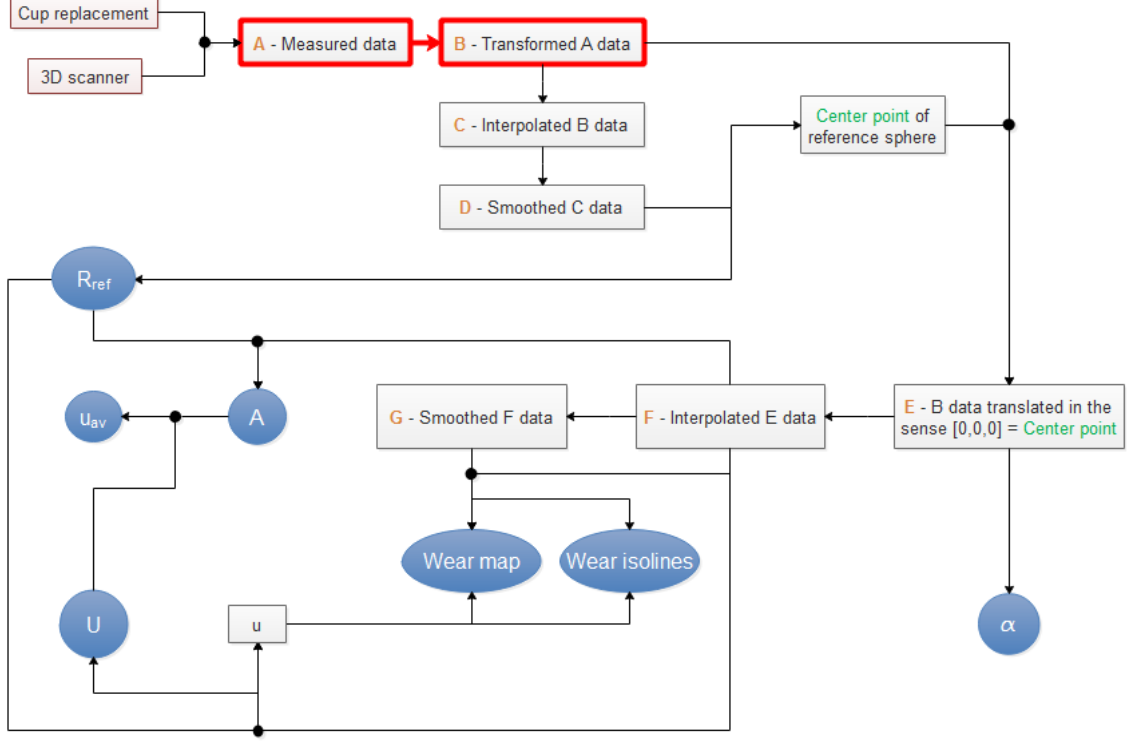 Cup replacement
3D scanner
A - Measured data
B - Transformed A data
C - Interpolated B data
D - Smoothed C data
Center point of
reference sphere
Rref
uav
A
G - Smoothed F data
F - Interpolated E data
E - B data translated in the
sense [0,0,0] = Center point
Wear map
Wear isolines
U
u
α